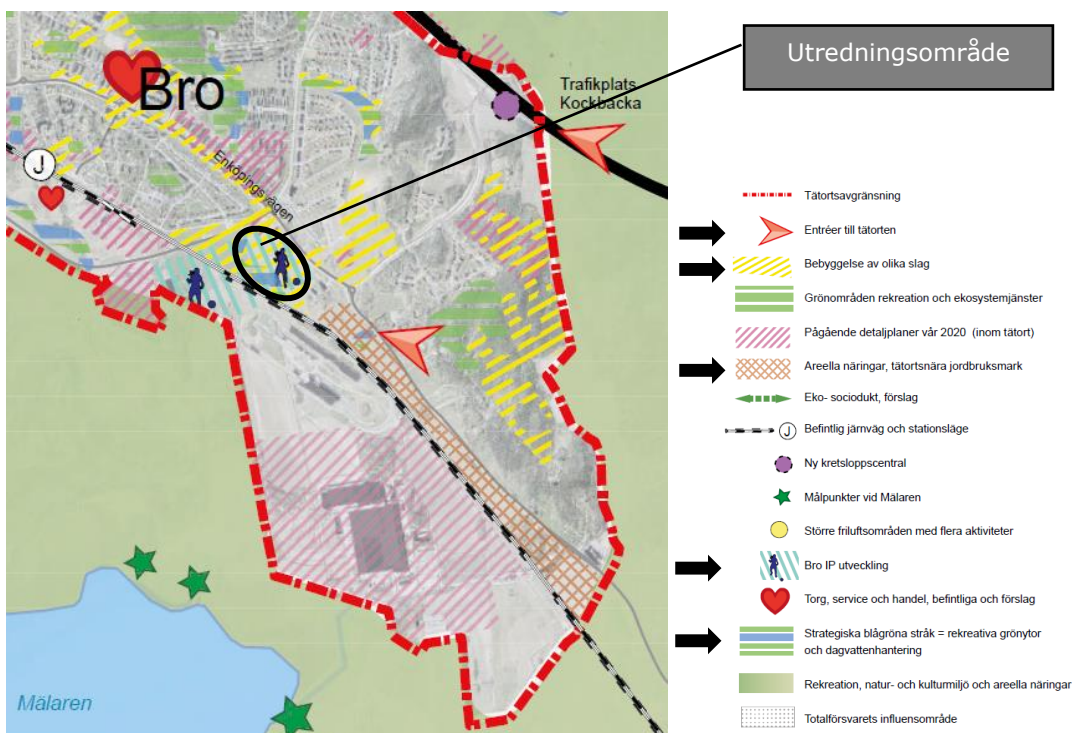 Utredningsområde
Trafikplats
Kockbacka
Bro
J
Enköpingsvägen
Mälaren
Tätortsavgränsning
Entréer till tätorten
Bebyggelse av olika slag
Grönområden rekreation och ekosystemjänster
Pågående detaljplaner vår 2020 (inom tätort)
Areella näringar, tätortsnära jordbruksmark
Eko- sociodukt, förslag
J Befintlig järnväg och stationsläge
Ny kretsloppscentral
Målpunkter vid Mälaren
Större friluftsområden med flera aktiviteter
Bro IP utveckling
Torg, service och handel, befintliga och förslag
Strategiska blågröna stråk = rekreativa grönytor
och dagvattenhantering
Rekreation, natur- och kulturmiljö och areella näringar
Totalförsvarets influensområde